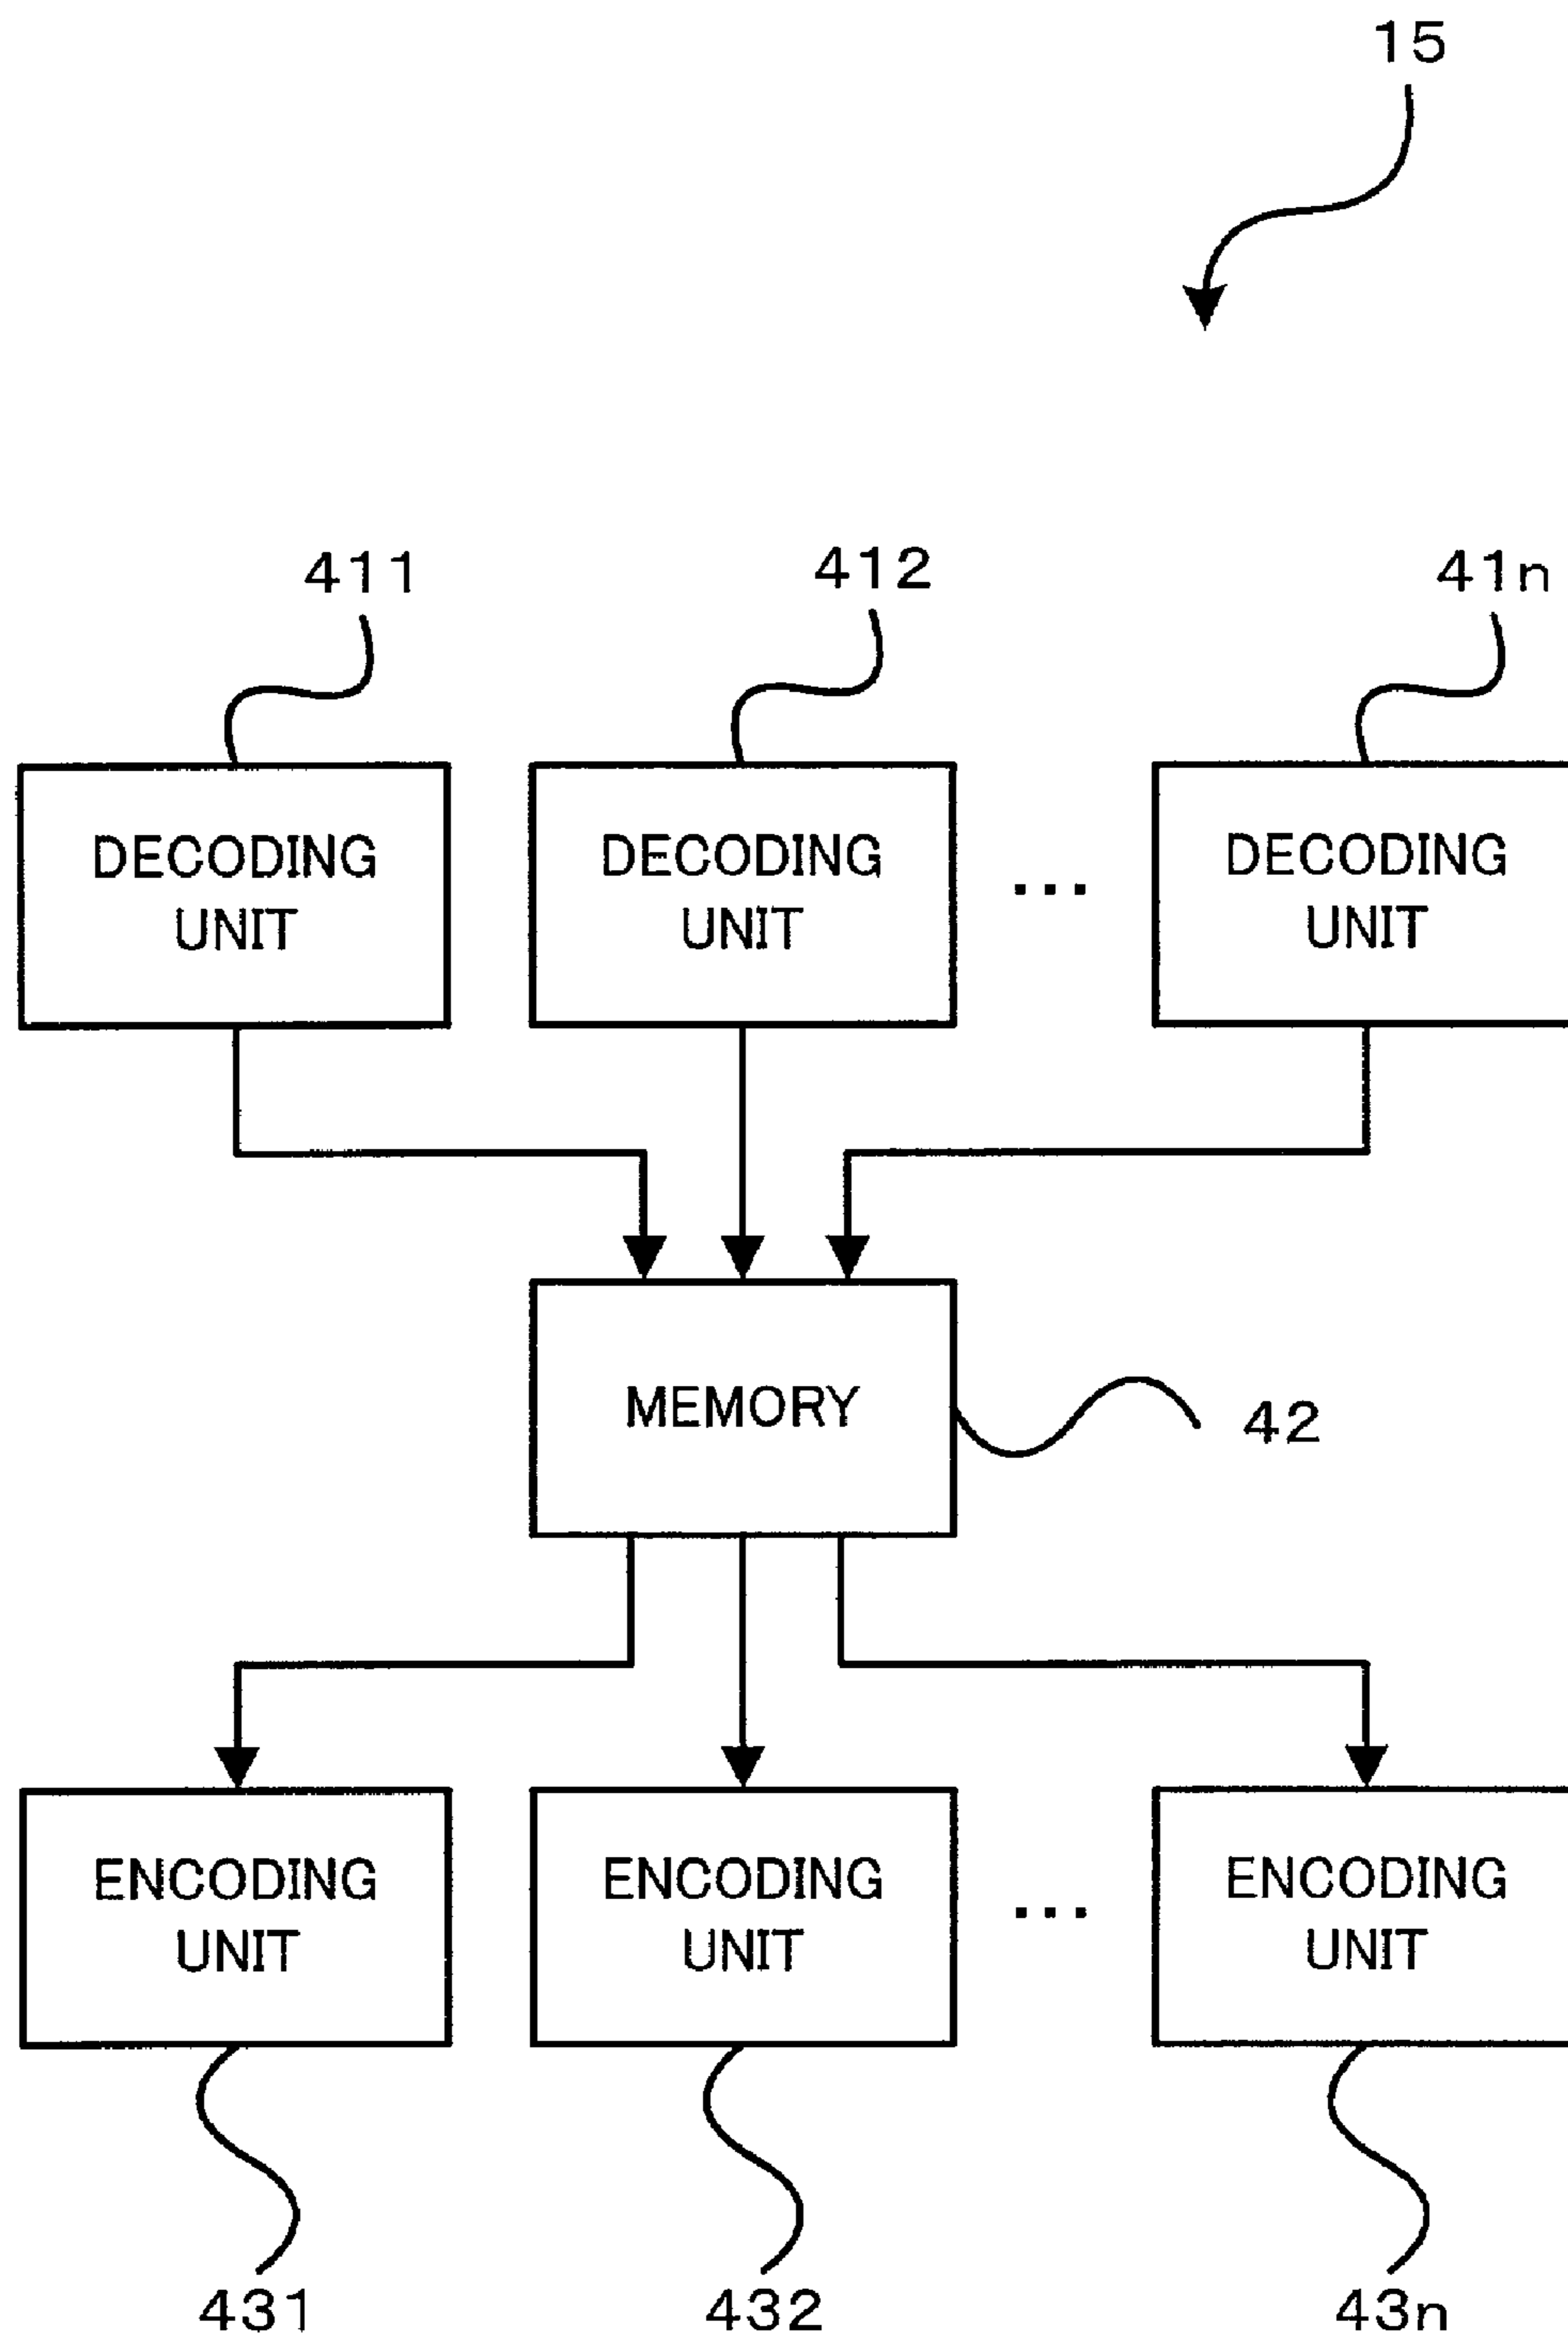 15
411
412
41n
DECODING
UNIT
DECODING
UNIT
...
DECODING
UNIT
MEMORY
42
ENCODING
UNIT
ENCODING
UNIT
...
ENCODING
UNIT
431
432
43n